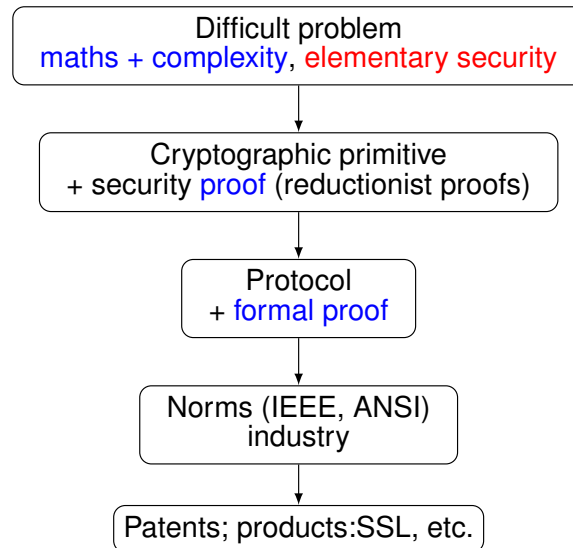 Difficult problem
maths + complexity, elementary security
Cryptographic primitive
+ security proof (reductionist proofs)
Protocol
+ formal proof
Norms (IEEE, ANSI)
industry
Patents; products:SSL, etc.